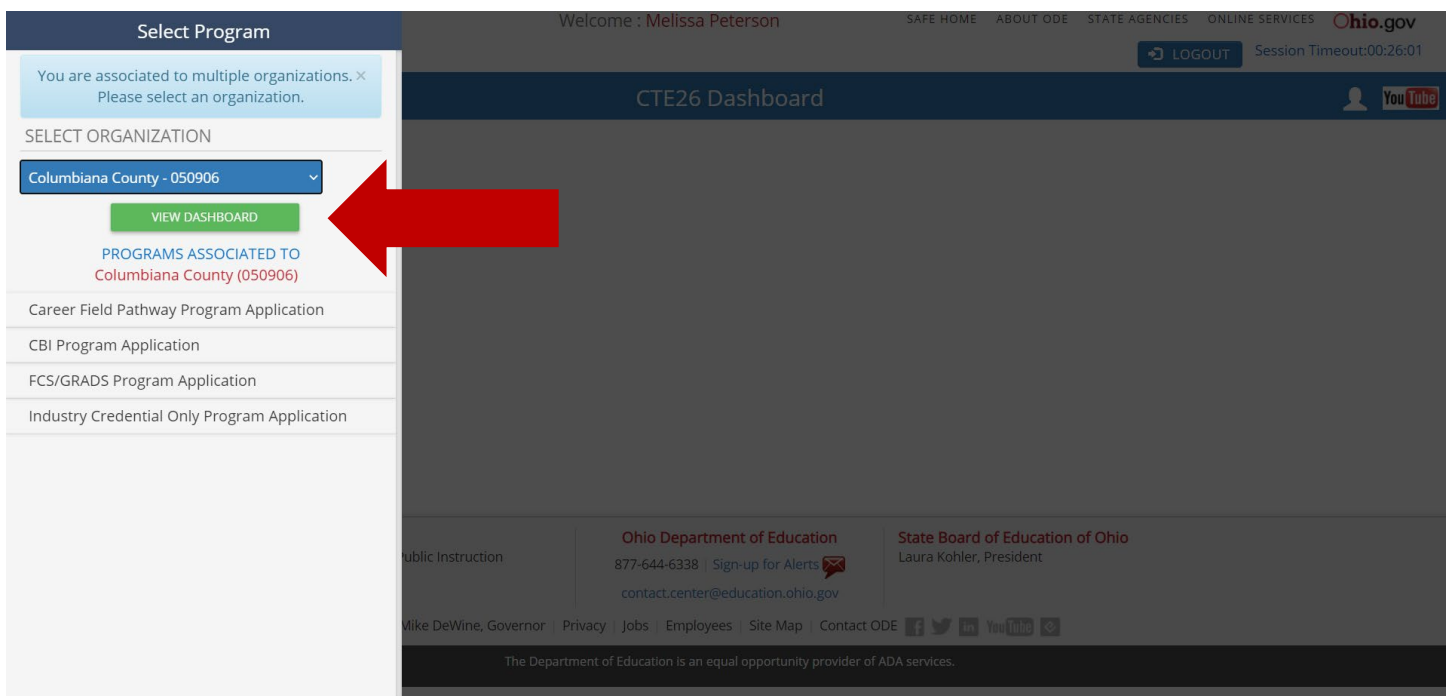 Select Program
You are associated to multiple organizations. ×
Please select an organization.
SELECT ORGANIZATION
Columbiana County - 050906
VIEW DASHBOARD
PROGRAMS ASSOCIATED TO
Columbiana County (050906)
Career Field Pathway Program Application
CBI Program Application
FCS/GRADS Program Application
Industry Credential Only Program Application
Welcome : Melissa Peterson
SAFE HOME ABOUT ODE STATE AGENCIES ONLINE SERVICES Ohio.gov
LOGOUT Session Timeout:00:26:01
CTE26 Dashboard
YouTube
Public Instruction
Ohio Department of Education
877-644-6338 | Sign-up for Alerts
contact.center@education.ohio.gov
State Board of Education of Ohio
Laura Kohler, President
Mike DeWine, Governor | Privacy | Jobs | Employees | Site Map | Contact ODE f in YouTube
The Department of Education is an equal opportunity provider of ADA services.